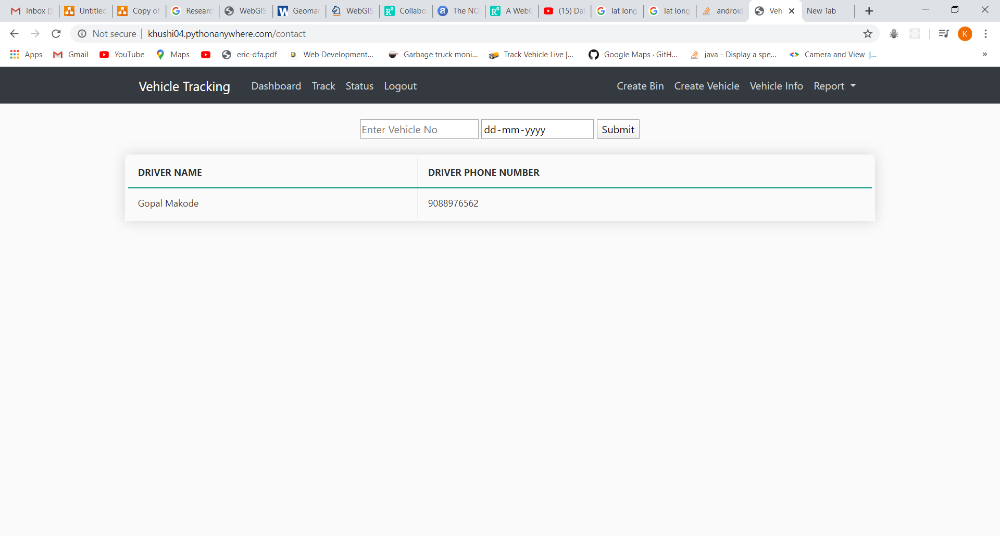 Inbox (5 Untitled Copy of Researc WebGIS Geomar WebGIS Collabo The NO A WebG (15) Dat lat long lat long android Vehi New Tab
Not secure khushi04.pythonanywhere.com/contact K
Apps Gmail YouTube Maps eric-dfa.pdf Web Development... Garbage truck moni... Track Vehicle Live |... Google Maps · GitH... java - Display a spe... Camera and View |... »
Vehicle Tracking Dashboard Track Status Logout Create Bin Create Vehicle Vehicle Info Report
Enter Vehicle No dd-mm-yyyy Submit
DRIVER NAME DRIVER PHONE NUMBER
Gopal Makode 9088976562